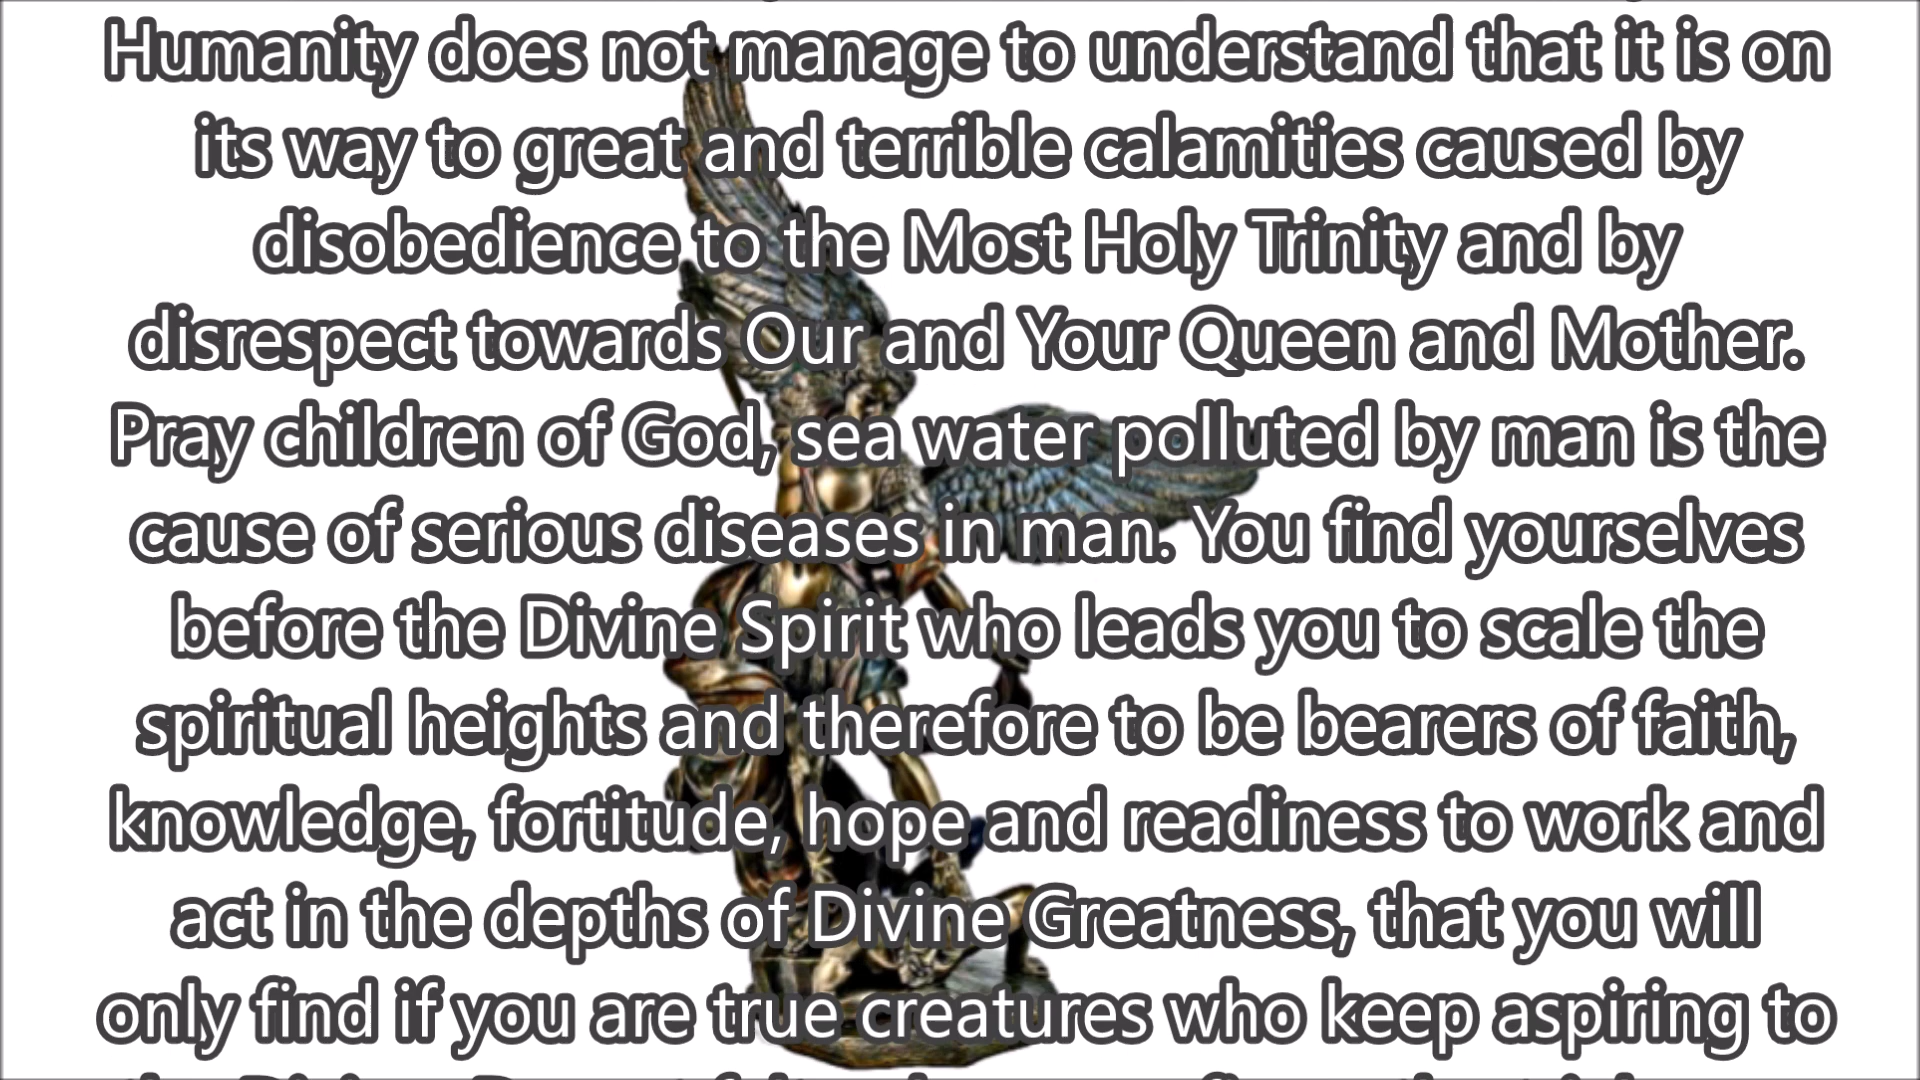 Humanity does not manage to understand that it is on
its way to great and terrible calamities caused by
disobedience to the Most Holy Trinity and by
disrespect towards Our and Your Queen and Mother.
Pray children of God, sea water polluted by man is the
cause of serious diseases in man. You find yourselves
before the Divine Spirit who leads you to scale the
spiritual heights and therefore to be bearers of faith,
knowledge, fortitude, hope and readiness to work and
act in the depths of Divine Greatness, that you will
only find if you are true creatures who keep aspiring to